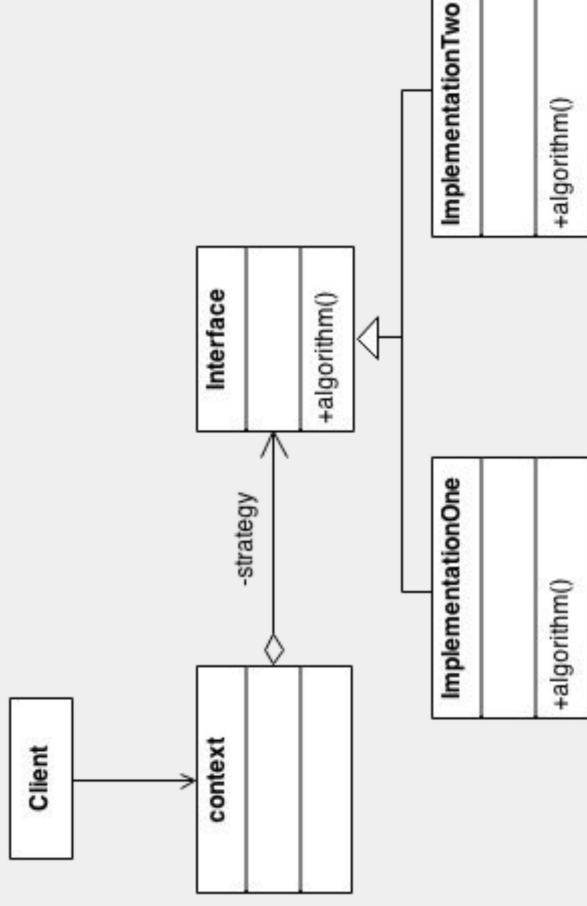 Client
context
-strategy
Interface
+algorithm()
ImplementationOne
+algorithm()
ImplementationTwo
+algorithm()